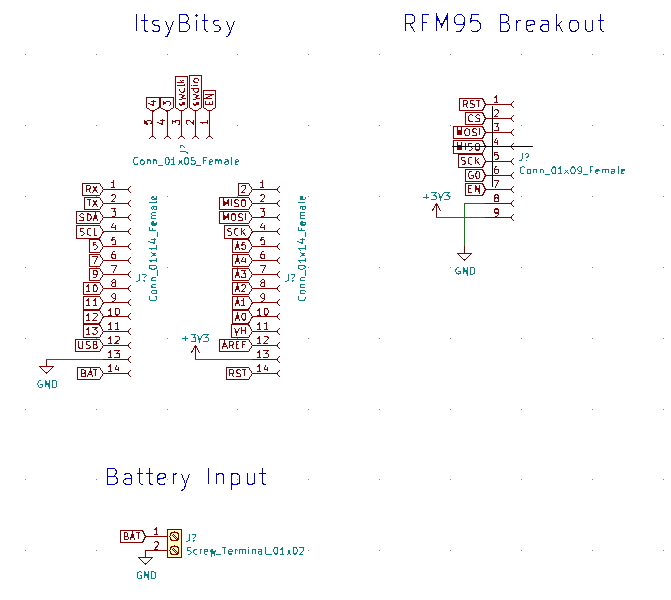 ItsyBitsy
RFM95 Breakout
4
3
swclk
swdio
EN
5
4
3
2
1
J?
Conn_01x05_Female
RX 1
TX 2
SDA 3
SCL 4
5 5
7 6
9 7
10 8
11 9
12 10
13 11
USB 12
13
BAT 14
GND
J?
Conn_01x14_Female
2 1
MISO 2
MOSI 3
SCK 4
A5 5
A4 6
A3 7
A2 8
A1 9
A0 10
VH 11
AREF 12
13
RST 14
+3V3
J?
Conn_01x14_Female
RST 1
CS 2
MOSI 3
MISO 4
SCK 5
G0 6
EN 7
8
9
+3V3
GND
J?
Conn_01x09_Female
Battery Input
BAT 1
2
GND
J?
Screw_Terminal_01x02